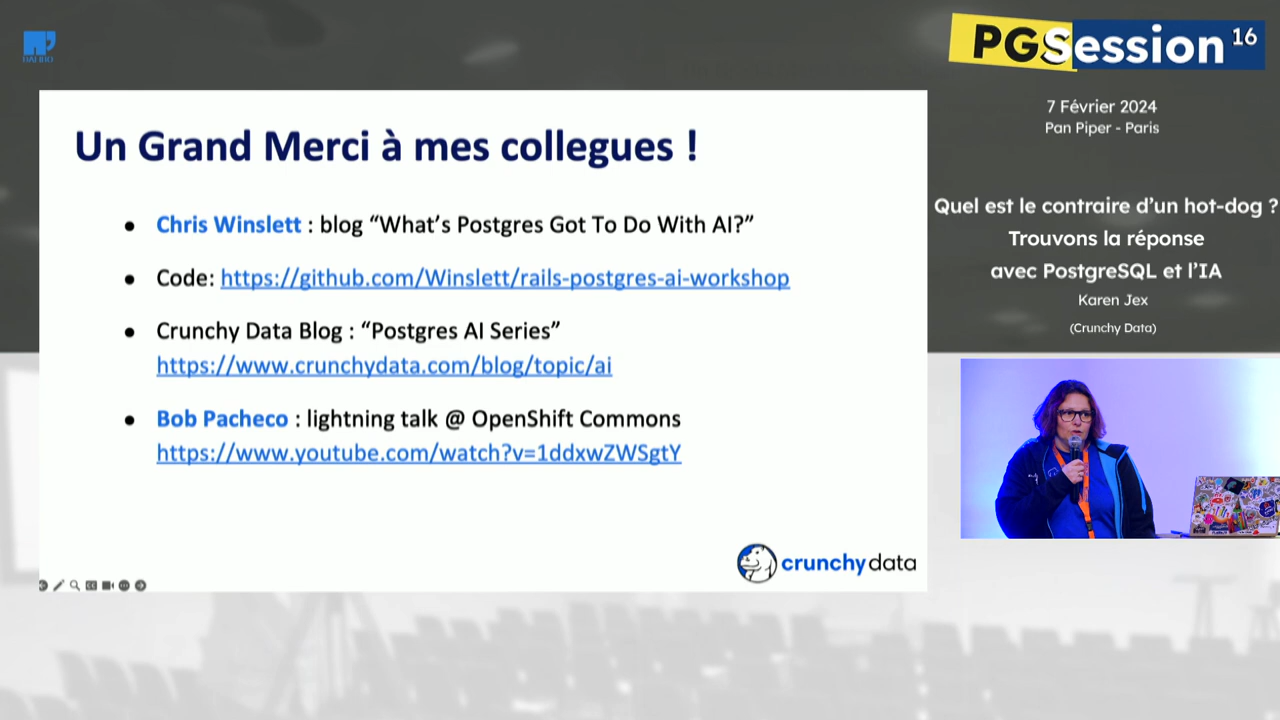 DALIBO
PGSession 16
7 Février 2024
Pan Piper - Paris
Un Grand Merci à mes collegues !
• Chris Winslett : blog “What’s Postgres Got To Do With AI?”
• Code: https://github.com/Winslett/rails-postgres-ai-workshop
• Crunchy Data Blog : “Postgres AI Series”
https://www.crunchydata.com/blog/topic/ai
• Bob Pacheco : lightning talk @ OpenShift Commons
https://www.youtube.com/watch?v=1ddxwZWSgtY
crunchydata
Quel est le contraire d’un hot-dog ?
Trouvons la réponse
avec PostgreSQL et l’IA
Karen Jex
(Crunchy Data)